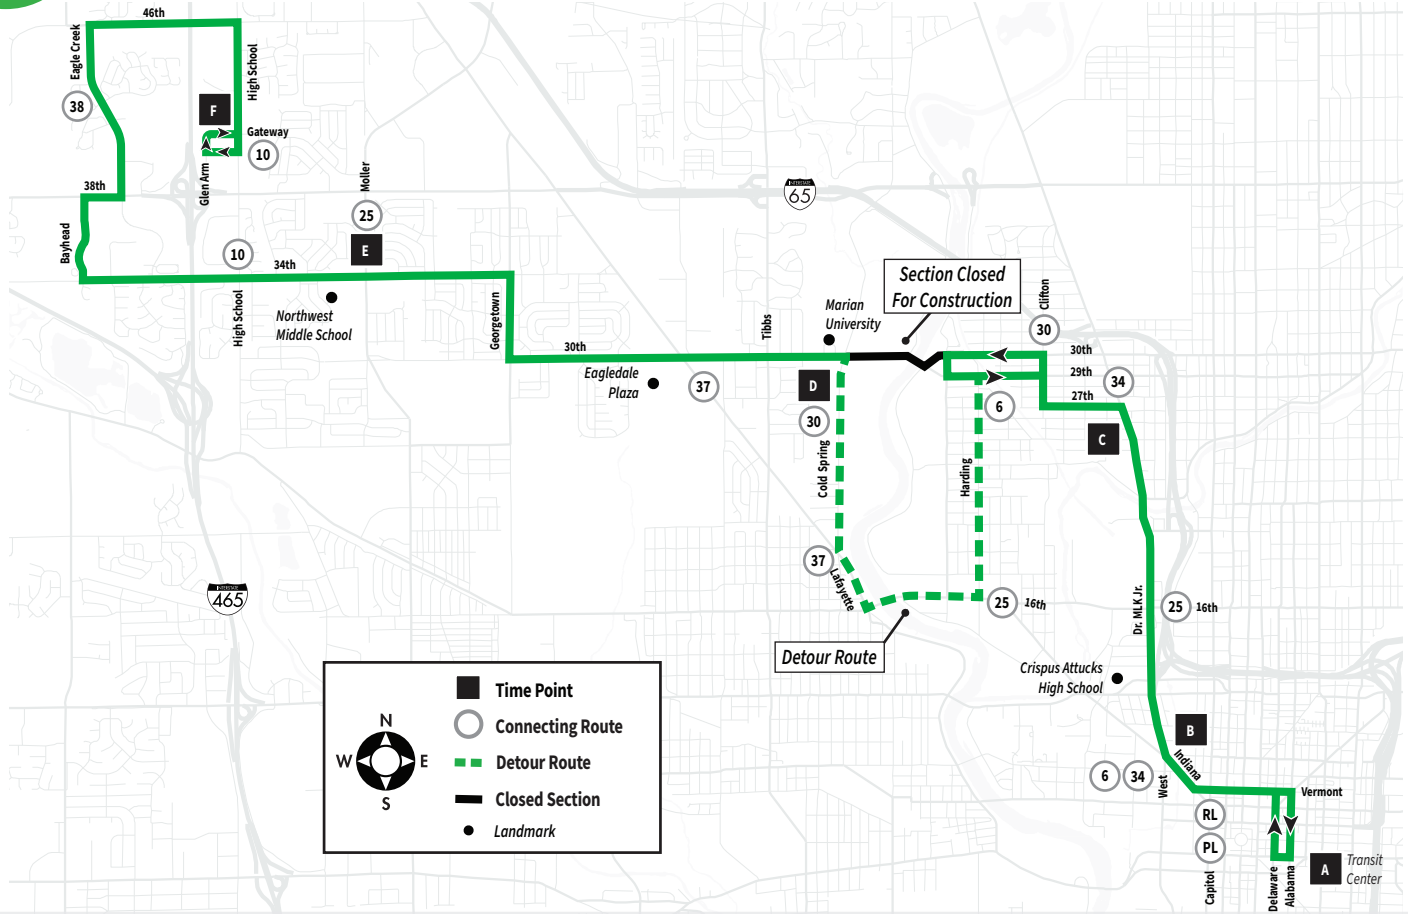 46th
Eagle Creek
High School
38
F
Gateway
10
Glen Arm
Moller
38th
25
INTERSTATE
65
Bayhead
10
E
34th
High School
Northwest
Middle School
Georgetown
Section Closed
For Construction
Clifton
Marian
University
Tibbs
30
30th
30th
29th
Eagledale
Plaza
37
D
34
27th
30
6
C
Cold Spring
Harding
37
Lafayette
INTERSTATE
465
25
16th
Dr. MLK Jr.
25
16th
Detour Route
Crispus Attucks
High School
B
Indiana
6
34
West
Vermont
RL
PL
Capitol
Delaware
Alabama
A
Transit
Center
N
W
E
S
Time Point
Connecting Route
Detour Route
Closed Section
Landmark